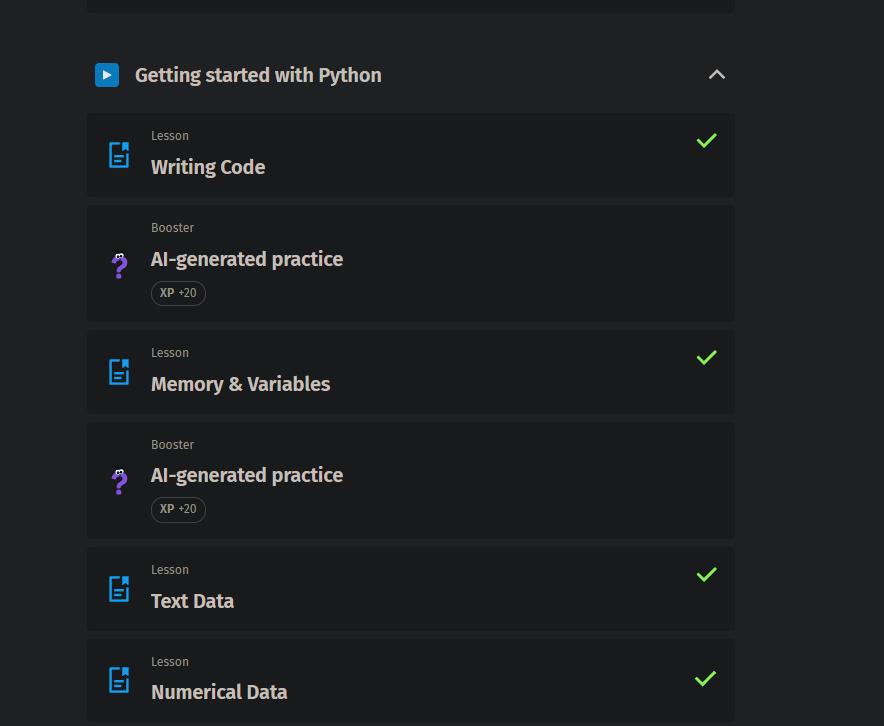 Getting started with Python
Lesson
Writing Code
Booster
AI-generated practice
XP +20
Lesson
Memory & Variables
Booster
AI-generated practice
XP +20
Lesson
Text Data
Lesson
Numerical Data